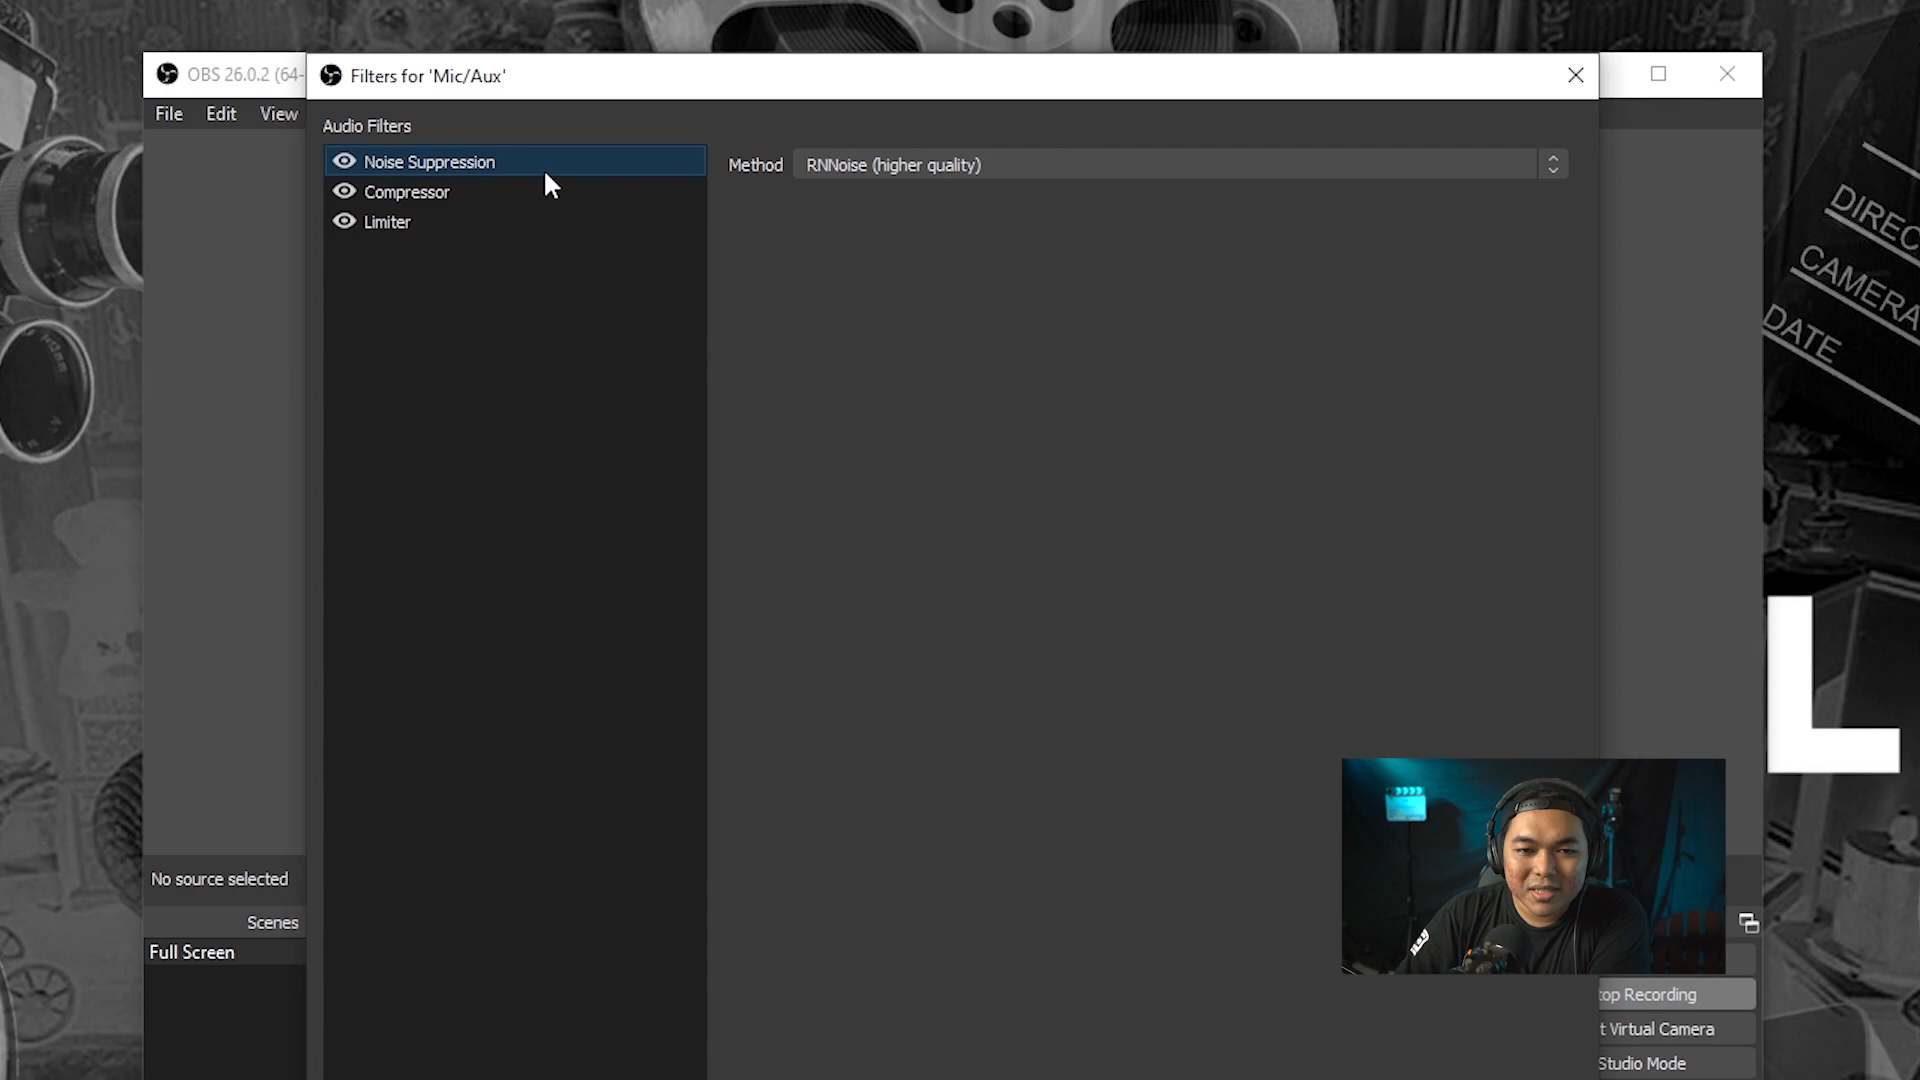 OBS 26.0.2 (64-
Filters for 'Mic/Aux'
File Edit View
Audio Filters
Noise Suppression
Compressor
Limiter
Method RNNoise (higher quality)
DIREC
CAMERA
DATE
L
No source selected
Scenes
Full Screen
top Recording
t Virtual Camera
Studio Mode